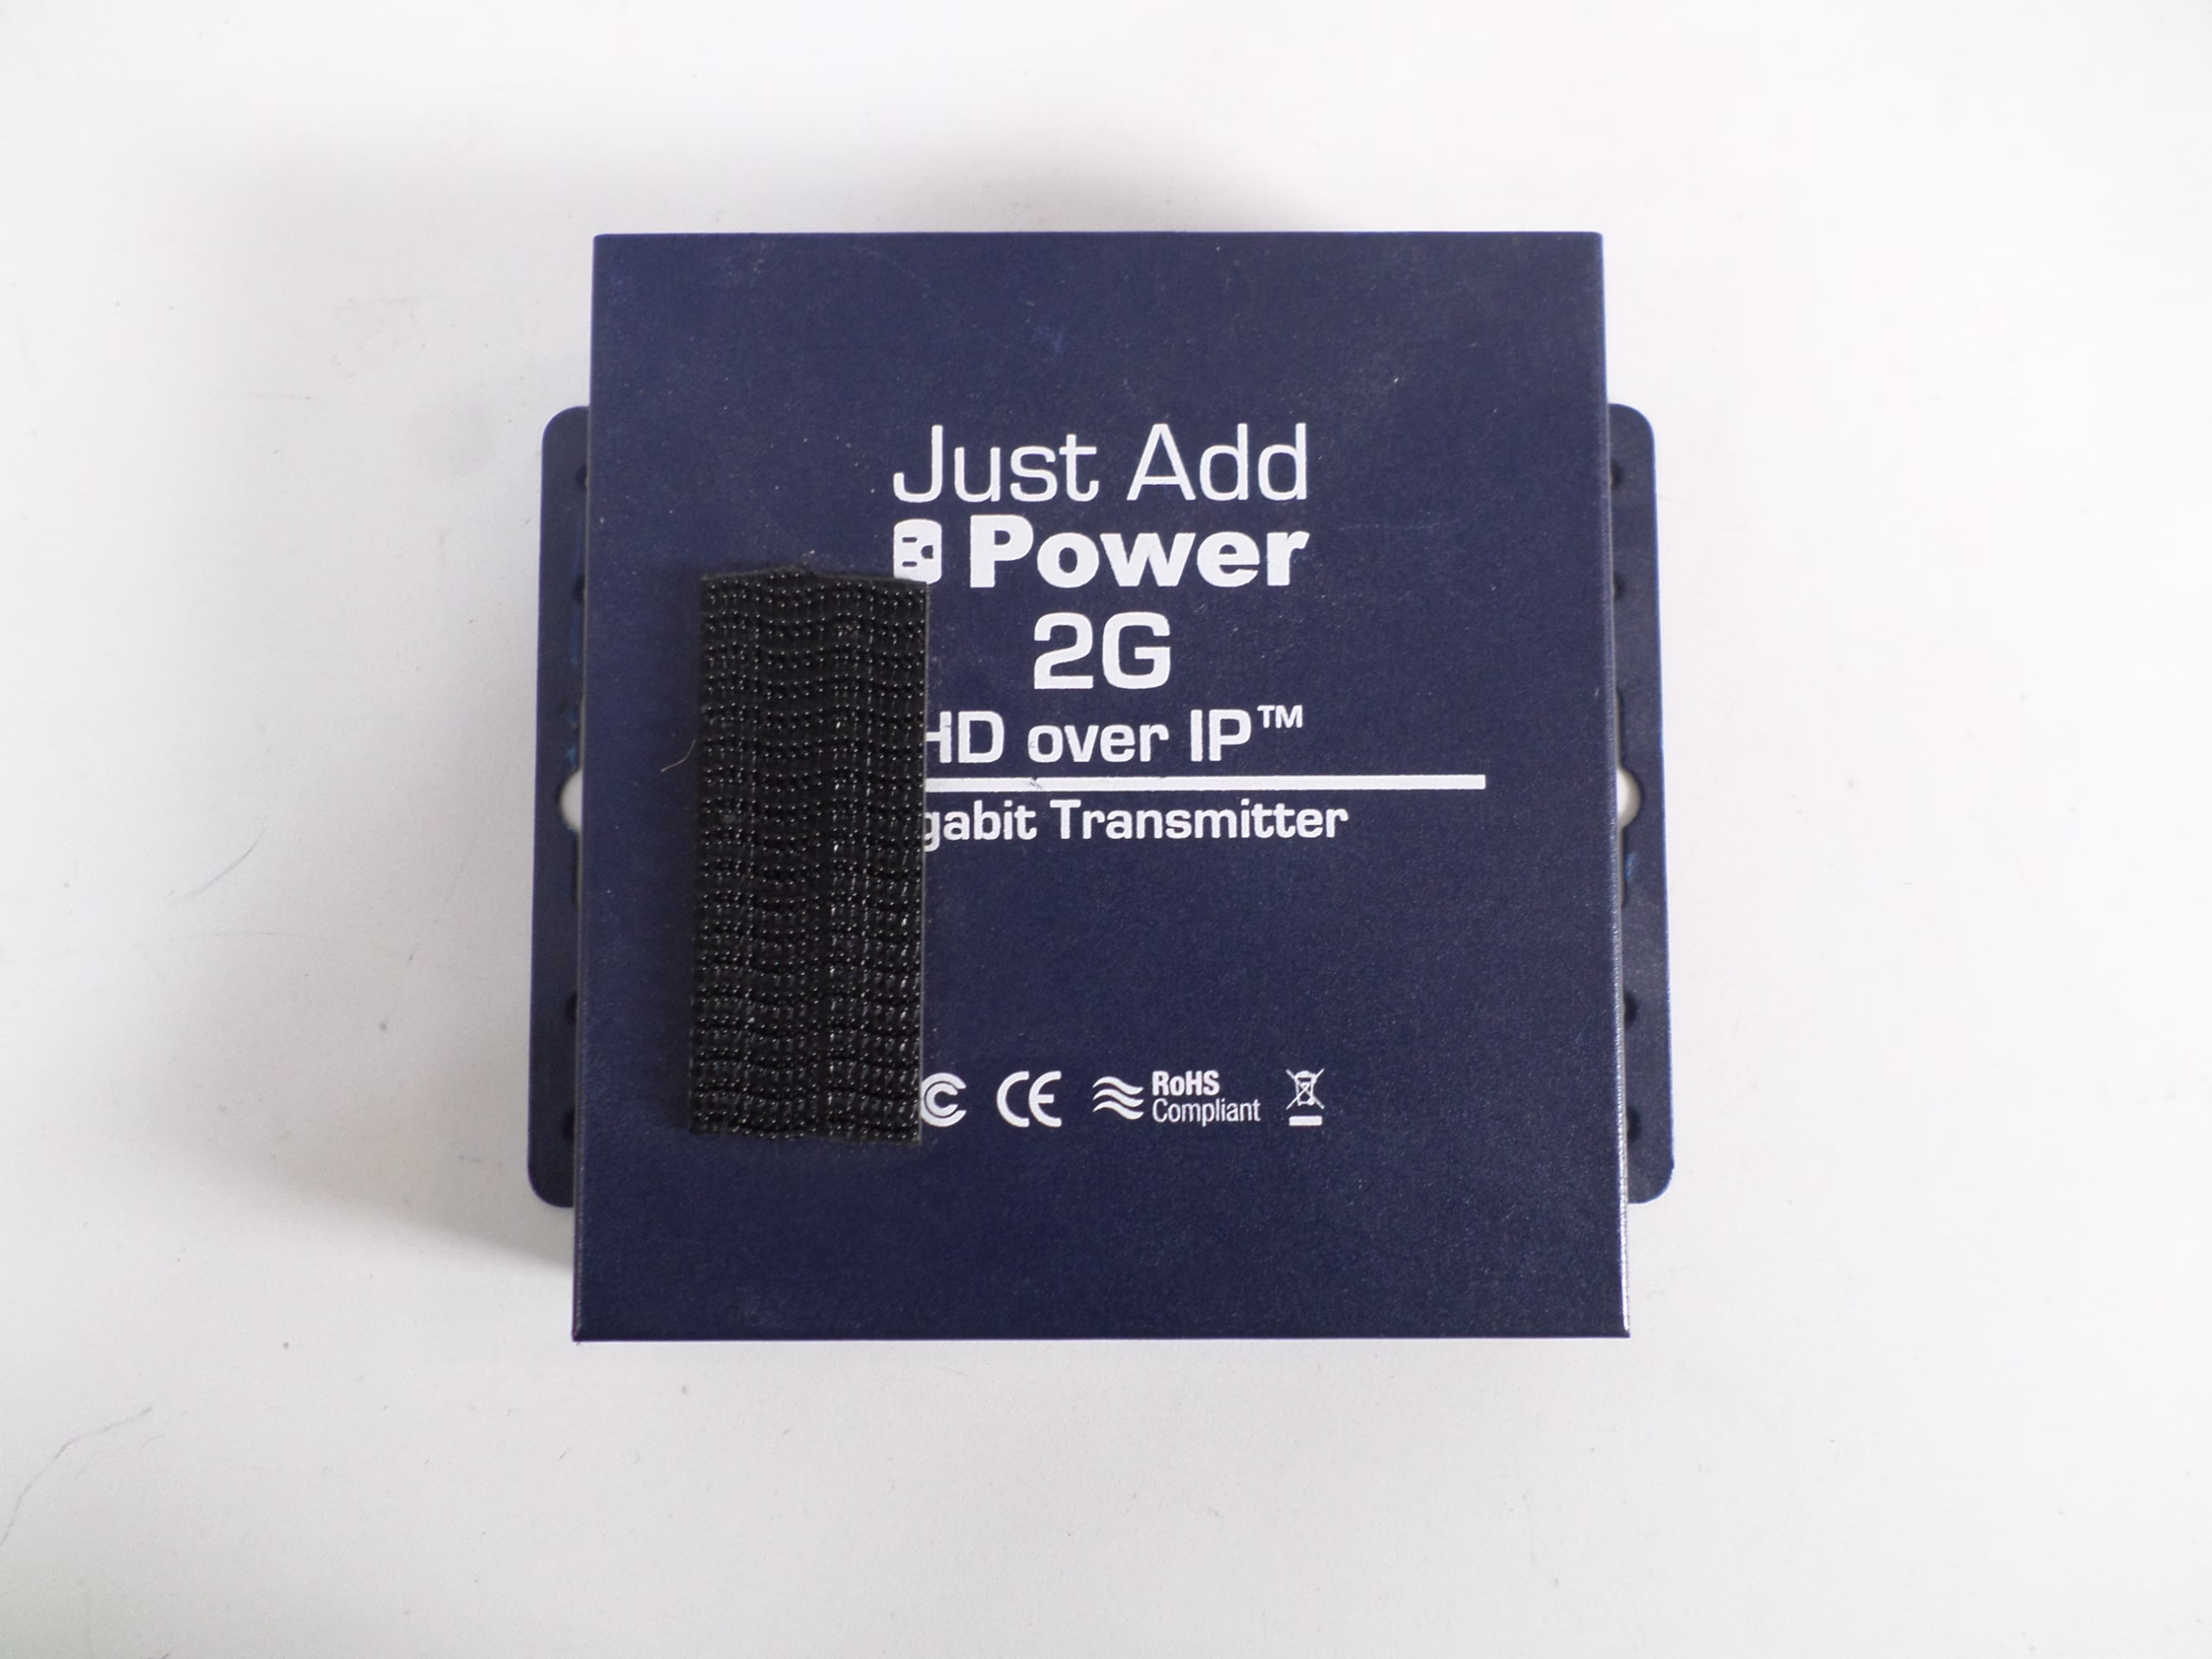 Just Add
Power
2G
HD over IP™
gabit Transmitter
C CE RoHS
Compliant